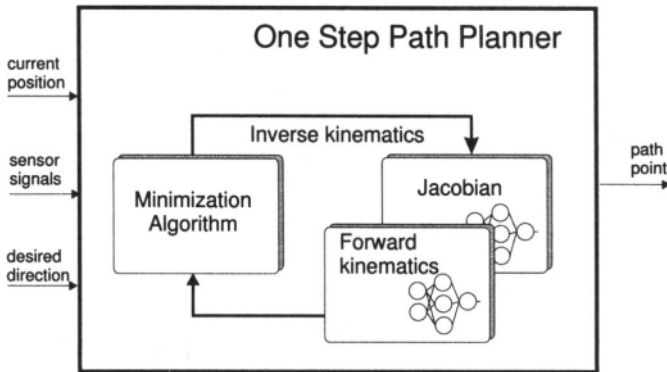 One Step Path Planner
current
position
sensor
signals
desired
direction
Inverse kinematics
Minimization
Algorithm
Jacobian
Forward
kinematics
path
point